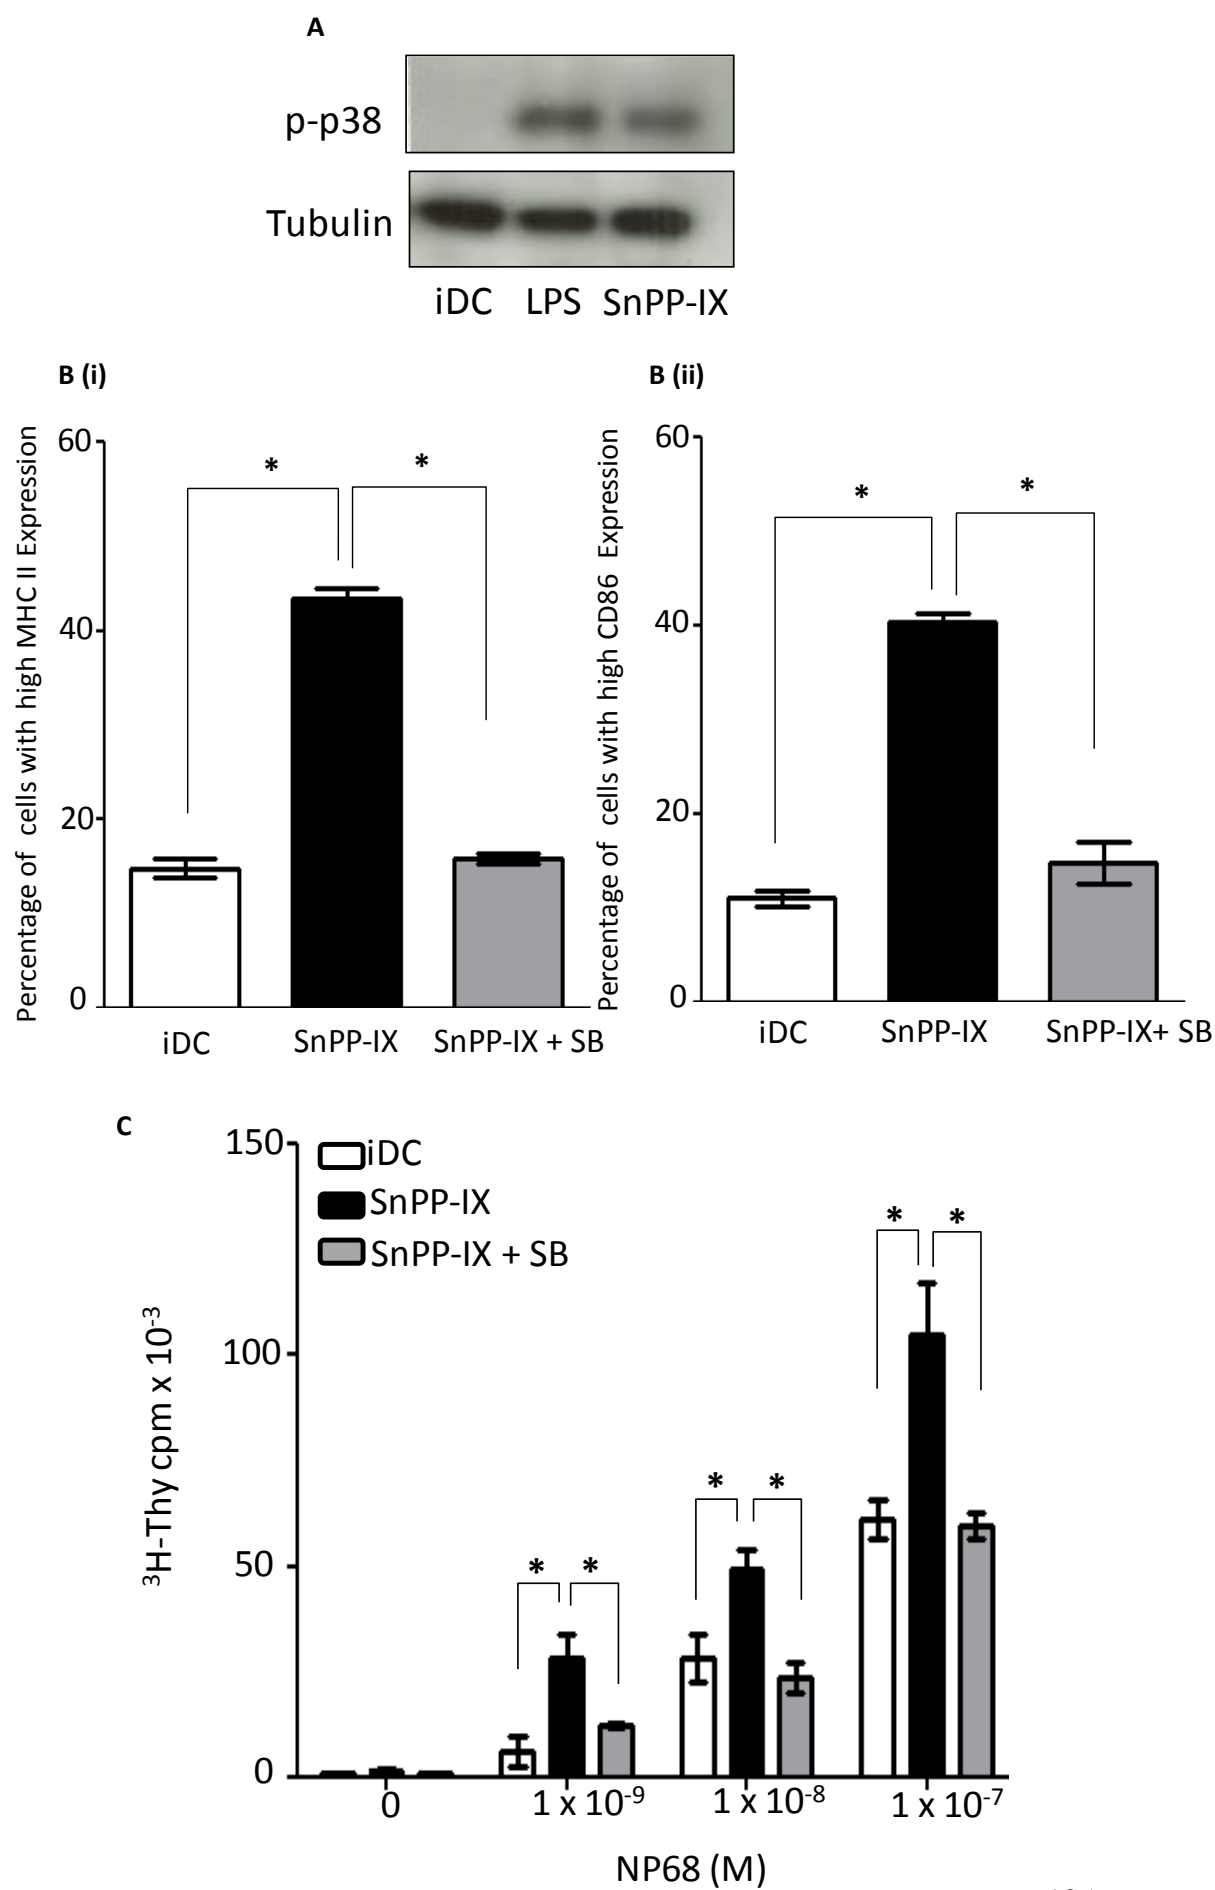 A
p-p38
Tubulin
iDC LPS SnPP-IX
B (i)
Percentage of cells with high MHC II Expression
60
40
20
0
* *
iDC SnPP-IX SnPP-IX + SB
B (ii)
Percentage of cells with high CD86 Expression
60
40
20
0
* *
iDC SnPP-IX SnPP-IX+ SB
C
³H-Thy cpm x 10⁻³
150
100
50
0
iDC
SnPP-IX
SnPP-IX + SB
* *
* *
* *
0 1 x 10⁻⁹ 1 x 10⁻⁸ 1 x 10⁻⁷
NP68 (M)